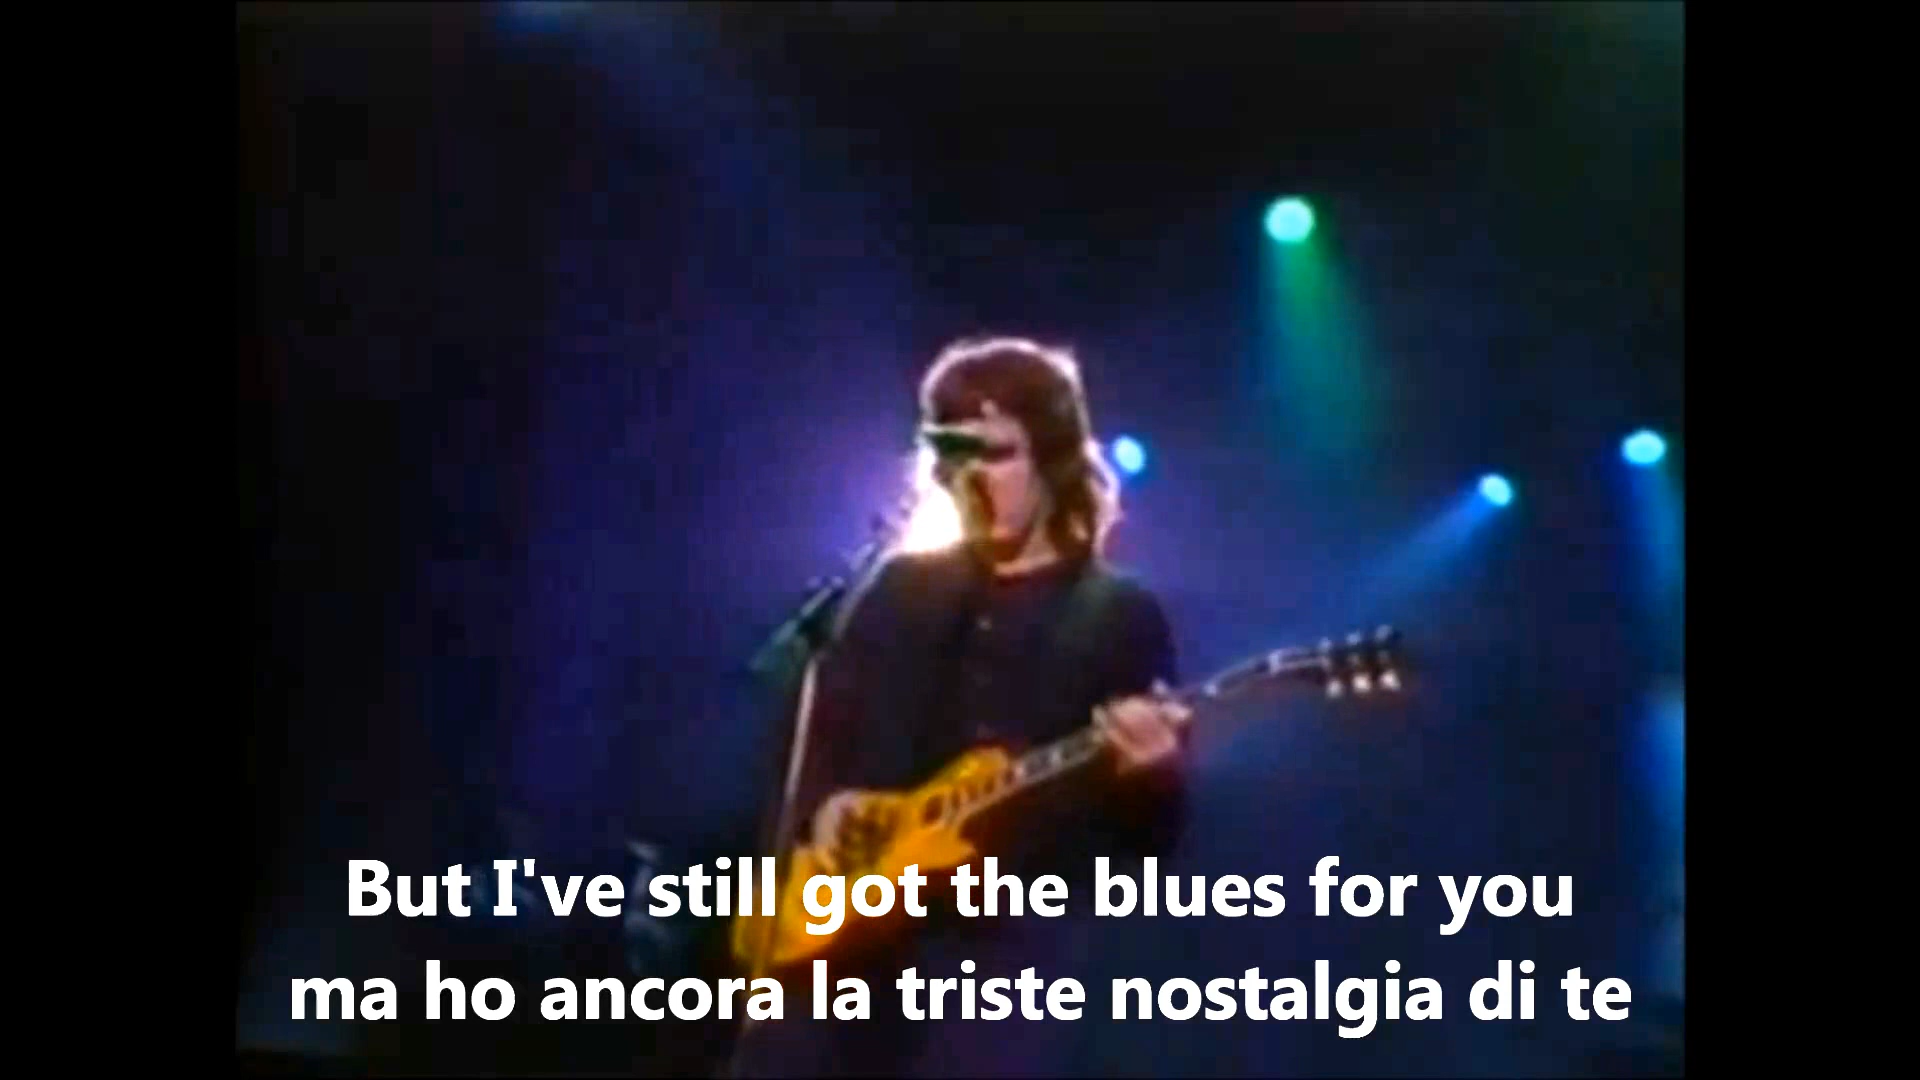 But I've still got the blues for you
ma ho ancora la triste nostalgia di te